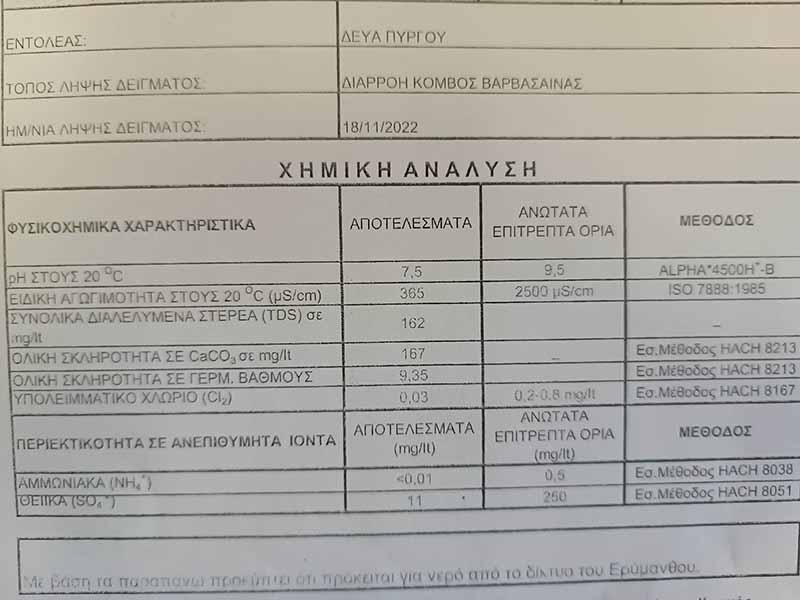 ΕΝΤΟΛΕΑΣ: ΔΕΥΑ ΠΥΡΓΟΥ
ΤΟΠΟΣ ΛΗΨΗΣ ΔΕΙΓΜΑΤΟΣ: ΔΙΑΡΡΟΗ ΚΟΜΒΟΣ ΒΑΡΒΑΣΑΙΝΑΣ
ΗΜ/ΝΙΑ ΛΗΨΗΣ ΔΕΙΓΜΑΤΟΣ: 18/11/2022
ΧΗΜΙΚΗ ΑΝΑΛΥΣΗ
ΦΥΣΙΚΟΧΗΜΙΚΑ ΧΑΡΑΚΤΗΡΙΣΤΙΚΑ ΑΠΟΤΕΛΕΣΜΑΤΑ ΑΝΩΤΑΤΑ ΕΠΙΤΡΕΠΤΑ ΟΡΙΑ ΜΕΘΟΔΟΣ
pH ΣΤΟΥΣ 20 °C 7,5 9,5 ALPHA*4500H⁺-B
ΕΙΔΙΚΗ ΑΓΩΓΙΜΟΤΗΤΑ ΣΤΟΥΣ 20 °C (μS/cm) 365 2500 μS/cm ISO 7888:1985
ΣΥΝΟΛΙΚΑ ΔΙΑΛΕΛΥΜΕΝΑ ΣΤΕΡΕΑ (TDS) σε mg/lt 162 –
ΟΛΙΚΗ ΣΚΛΗΡΟΤΗΤΑ ΣΕ CaCO₃ σε mg/lt 167 – Εσ.Μέθοδος HACH 8213
ΟΛΙΚΗ ΣΚΛΗΡΟΤΗΤΑ ΣΕ ΓΕΡΜ. ΒΑΘΜΟΥΣ 9,35 Εσ.Μέθοδος HACH 8213
ΥΠΟΛΕΙΜΜΑΤΙΚΟ ΧΛΩΡΙΟ (Cl₂) 0,03 0,2-0,8 mg/lt Εσ.Μέθοδος HACH 8167
ΠΕΡΙΕΚΤΙΚΟΤΗΤΑ ΣΕ ΑΝΕΠΙΘΥΜΗΤΑ ΙΟΝΤΑ ΑΠΟΤΕΛΕΣΜΑΤΑ (mg/lt) ΑΝΩΤΑΤΑ ΕΠΙΤΡΕΠΤΑ ΟΡΙΑ (mg/lt) ΜΕΘΟΔΟΣ
ΑΜΜΩΝΙΑΚΑ (NH₄⁺) <0,01 0,5 Εσ.Μέθοδος HACH 8038
ΘΕΙΙΚΑ 11 250 Εσ.Μέθοδος HACH 8051
Με βάση τα παραπάνω προκύπτει ότι πρόκειται για νερό από το δίκτυο του Ερύμανθου.